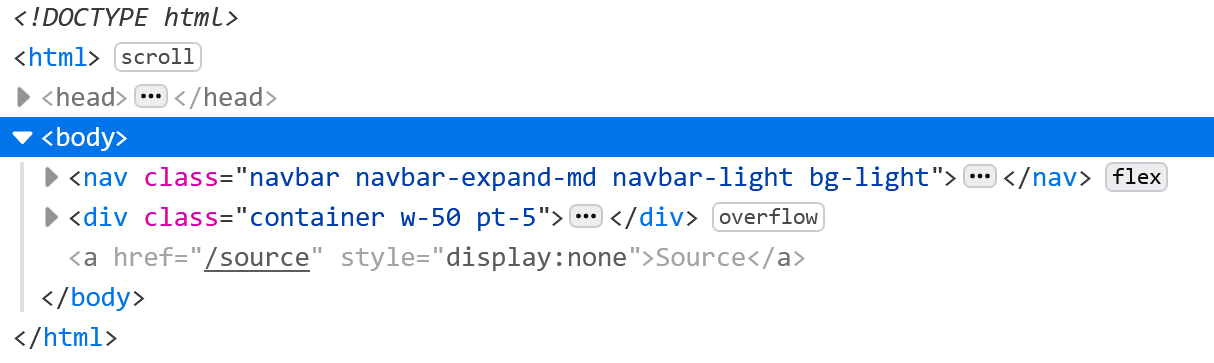 <!DOCTYPE html>
<html> scroll
<head> ••• </head>
<body>
<nav class="navbar navbar-expand-md navbar-light bg-light"> ••• </nav> flex
<div class="container w-50 pt-5"> ••• </div> overflow
<a href="/source" style="display:none">Source</a>
</body>
</html>